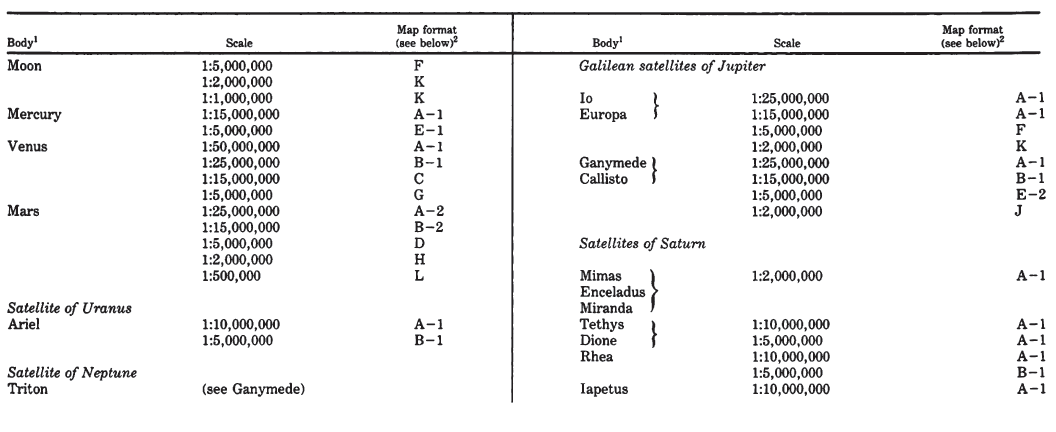 Body¹ Scale Map format (see below)²
Moon 1:5,000,000 F
1:2,000,000 K
1:1,000,000 K
Mercury 1:15,000,000 A-1
1:5,000,000 E-1
Venus 1:50,000,000 A-1
1:25,000,000 B-1
1:15,000,000 C
1:5,000,000 G
Mars 1:25,000,000 A-2
1:15,000,000 B-2
1:5,000,000 D
1:2,000,000 H
1:500,000 L
Satellite of Uranus
Ariel 1:10,000,000 A-1
1:5,000,000 B-1
Satellite of Neptune
Triton (see Ganymede)
Body¹ Scale Map format (see below)²
Galilean satellites of Jupiter
Io } 1:25,000,000 A-1
Europa 1:15,000,000 A-1
1:5,000,000 F
1:2,000,000 K
Ganymede } 1:25,000,000 A-1
Callisto 1:15,000,000 B-1
1:5,000,000 E-2
1:2,000,000 J
Satellites of Saturn
Mimas } 1:2,000,000 A-1
Enceladus
Miranda
Tethys } 1:10,000,000 A-1
Dione 1:5,000,000 A-1
Rhea 1:10,000,000 A-1
1:5,000,000 B-1
Iapetus 1:10,000,000 A-1